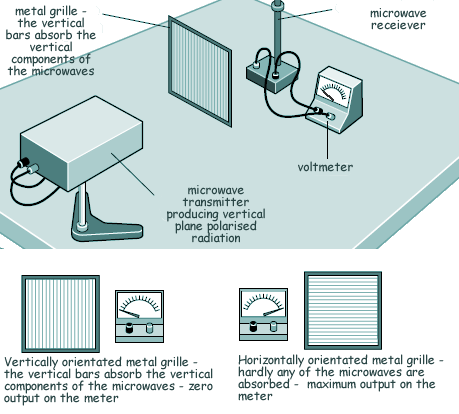 metal grille -
the vertical
bars absorb the
vertical
components of
the microwaves
microwave
receiever
voltmeter
microwave
transmitter
producing vertical
plane polarised
radiation
Vertically orientated metal grille -
the vertical bars absorb the vertical
components of the microwaves - zero
output on the meter
Horizontally orientated metal grille -
hardly any of the microwaves are
absorbed - maximum output on the
meter